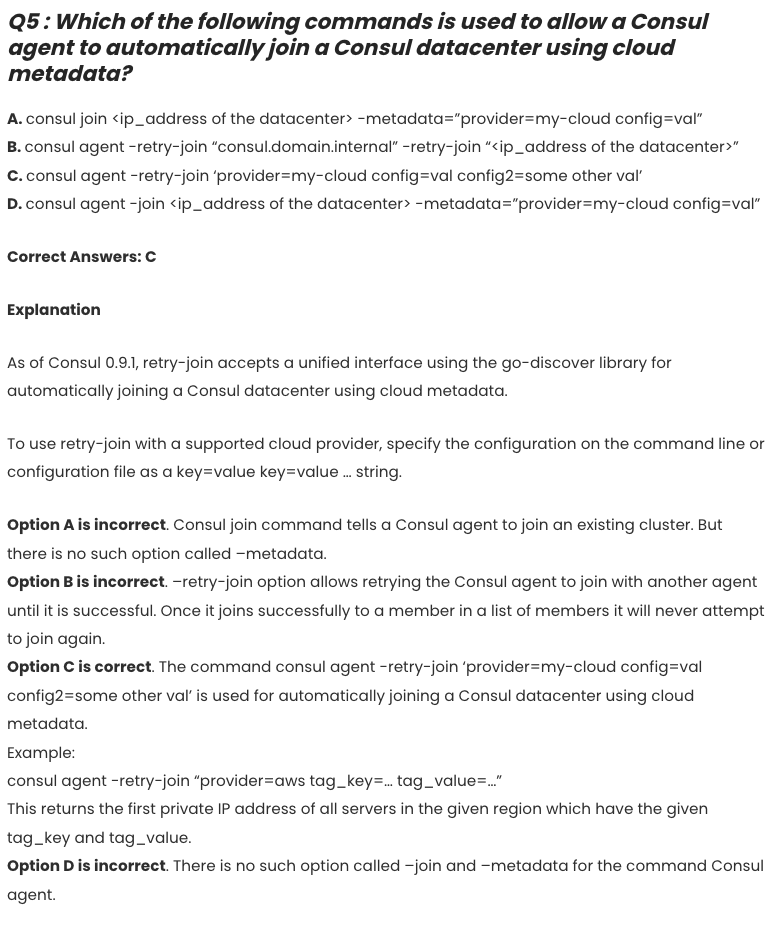 Q5 : Which of the following commands is used to allow a Consul
agent to automatically join a Consul datacenter using cloud
metadata?
A. consul join <ip_address of the datacenter> -metadata=”provider=my-cloud config=val”
B. consul agent -retry-join “consul.domain.internal” -retry-join “<ip_address of the datacenter>”
C. consul agent -retry-join ‘provider=my-cloud config=val config2=some other val’
D. consul agent -join <ip_address of the datacenter> -metadata=”provider=my-cloud config=val”
Correct Answers: C
Explanation
As of Consul 0.9.1, retry-join accepts a unified interface using the go-discover library for
automatically joining a Consul datacenter using cloud metadata.
To use retry-join with a supported cloud provider, specify the configuration on the command line or
configuration file as a key=value key=value … string.
Option A is incorrect. Consul join command tells a Consul agent to join an existing cluster. But
there is no such option called –metadata.
Option B is incorrect. –retry-join option allows retrying the Consul agent to join with another agent
until it is successful. Once it joins successfully to a member in a list of members it will never attempt
to join again.
Option C is correct. The command consul agent -retry-join ‘provider=my-cloud config=val
config2=some other val’ is used for automatically joining a Consul datacenter using cloud
metadata.
Example:
consul agent -retry-join “provider=aws tag_key=… tag_value=…”
This returns the first private IP address of all servers in the given region which have the given
tag_key and tag_value.
Option D is incorrect. There is no such option called –join and –metadata for the command Consul
agent.